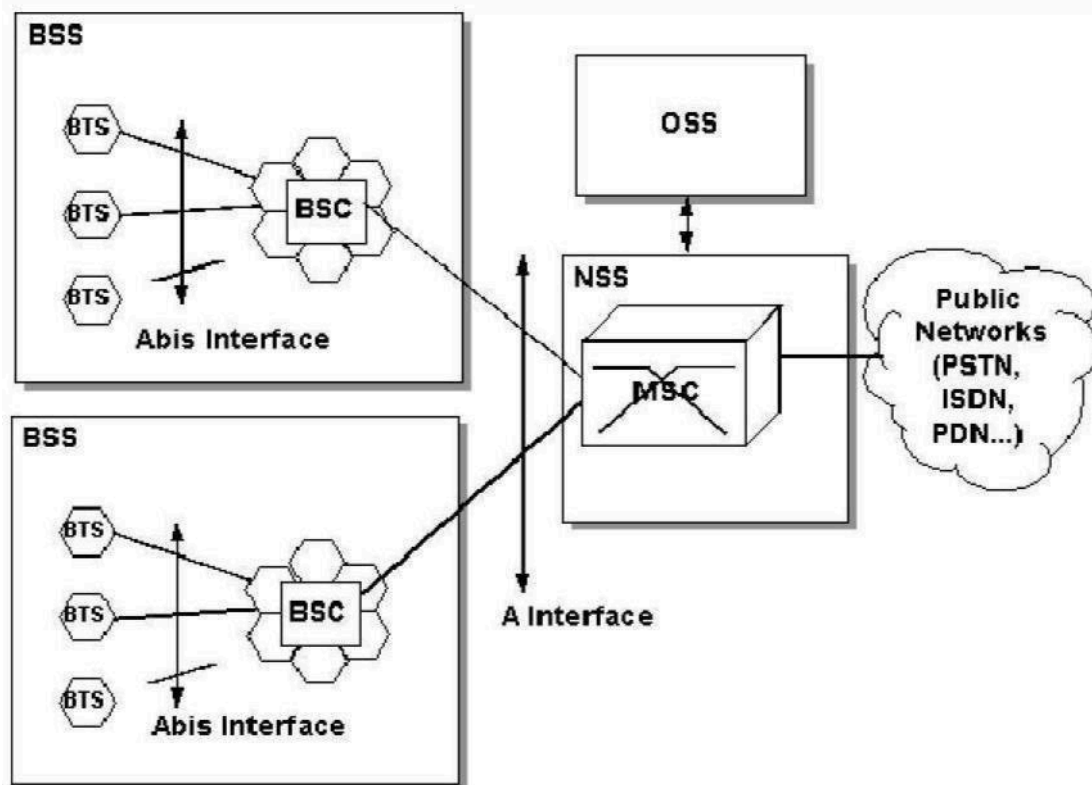 BSS
BTS
BTS
BTS
BSC
Abis Interface
OSS
NSS
MSC
Public
Networks
(PSTN,
ISDN,
PDN...)
A Interface
BSS
BTS
BTS
BTS
BSC
Abis Interface